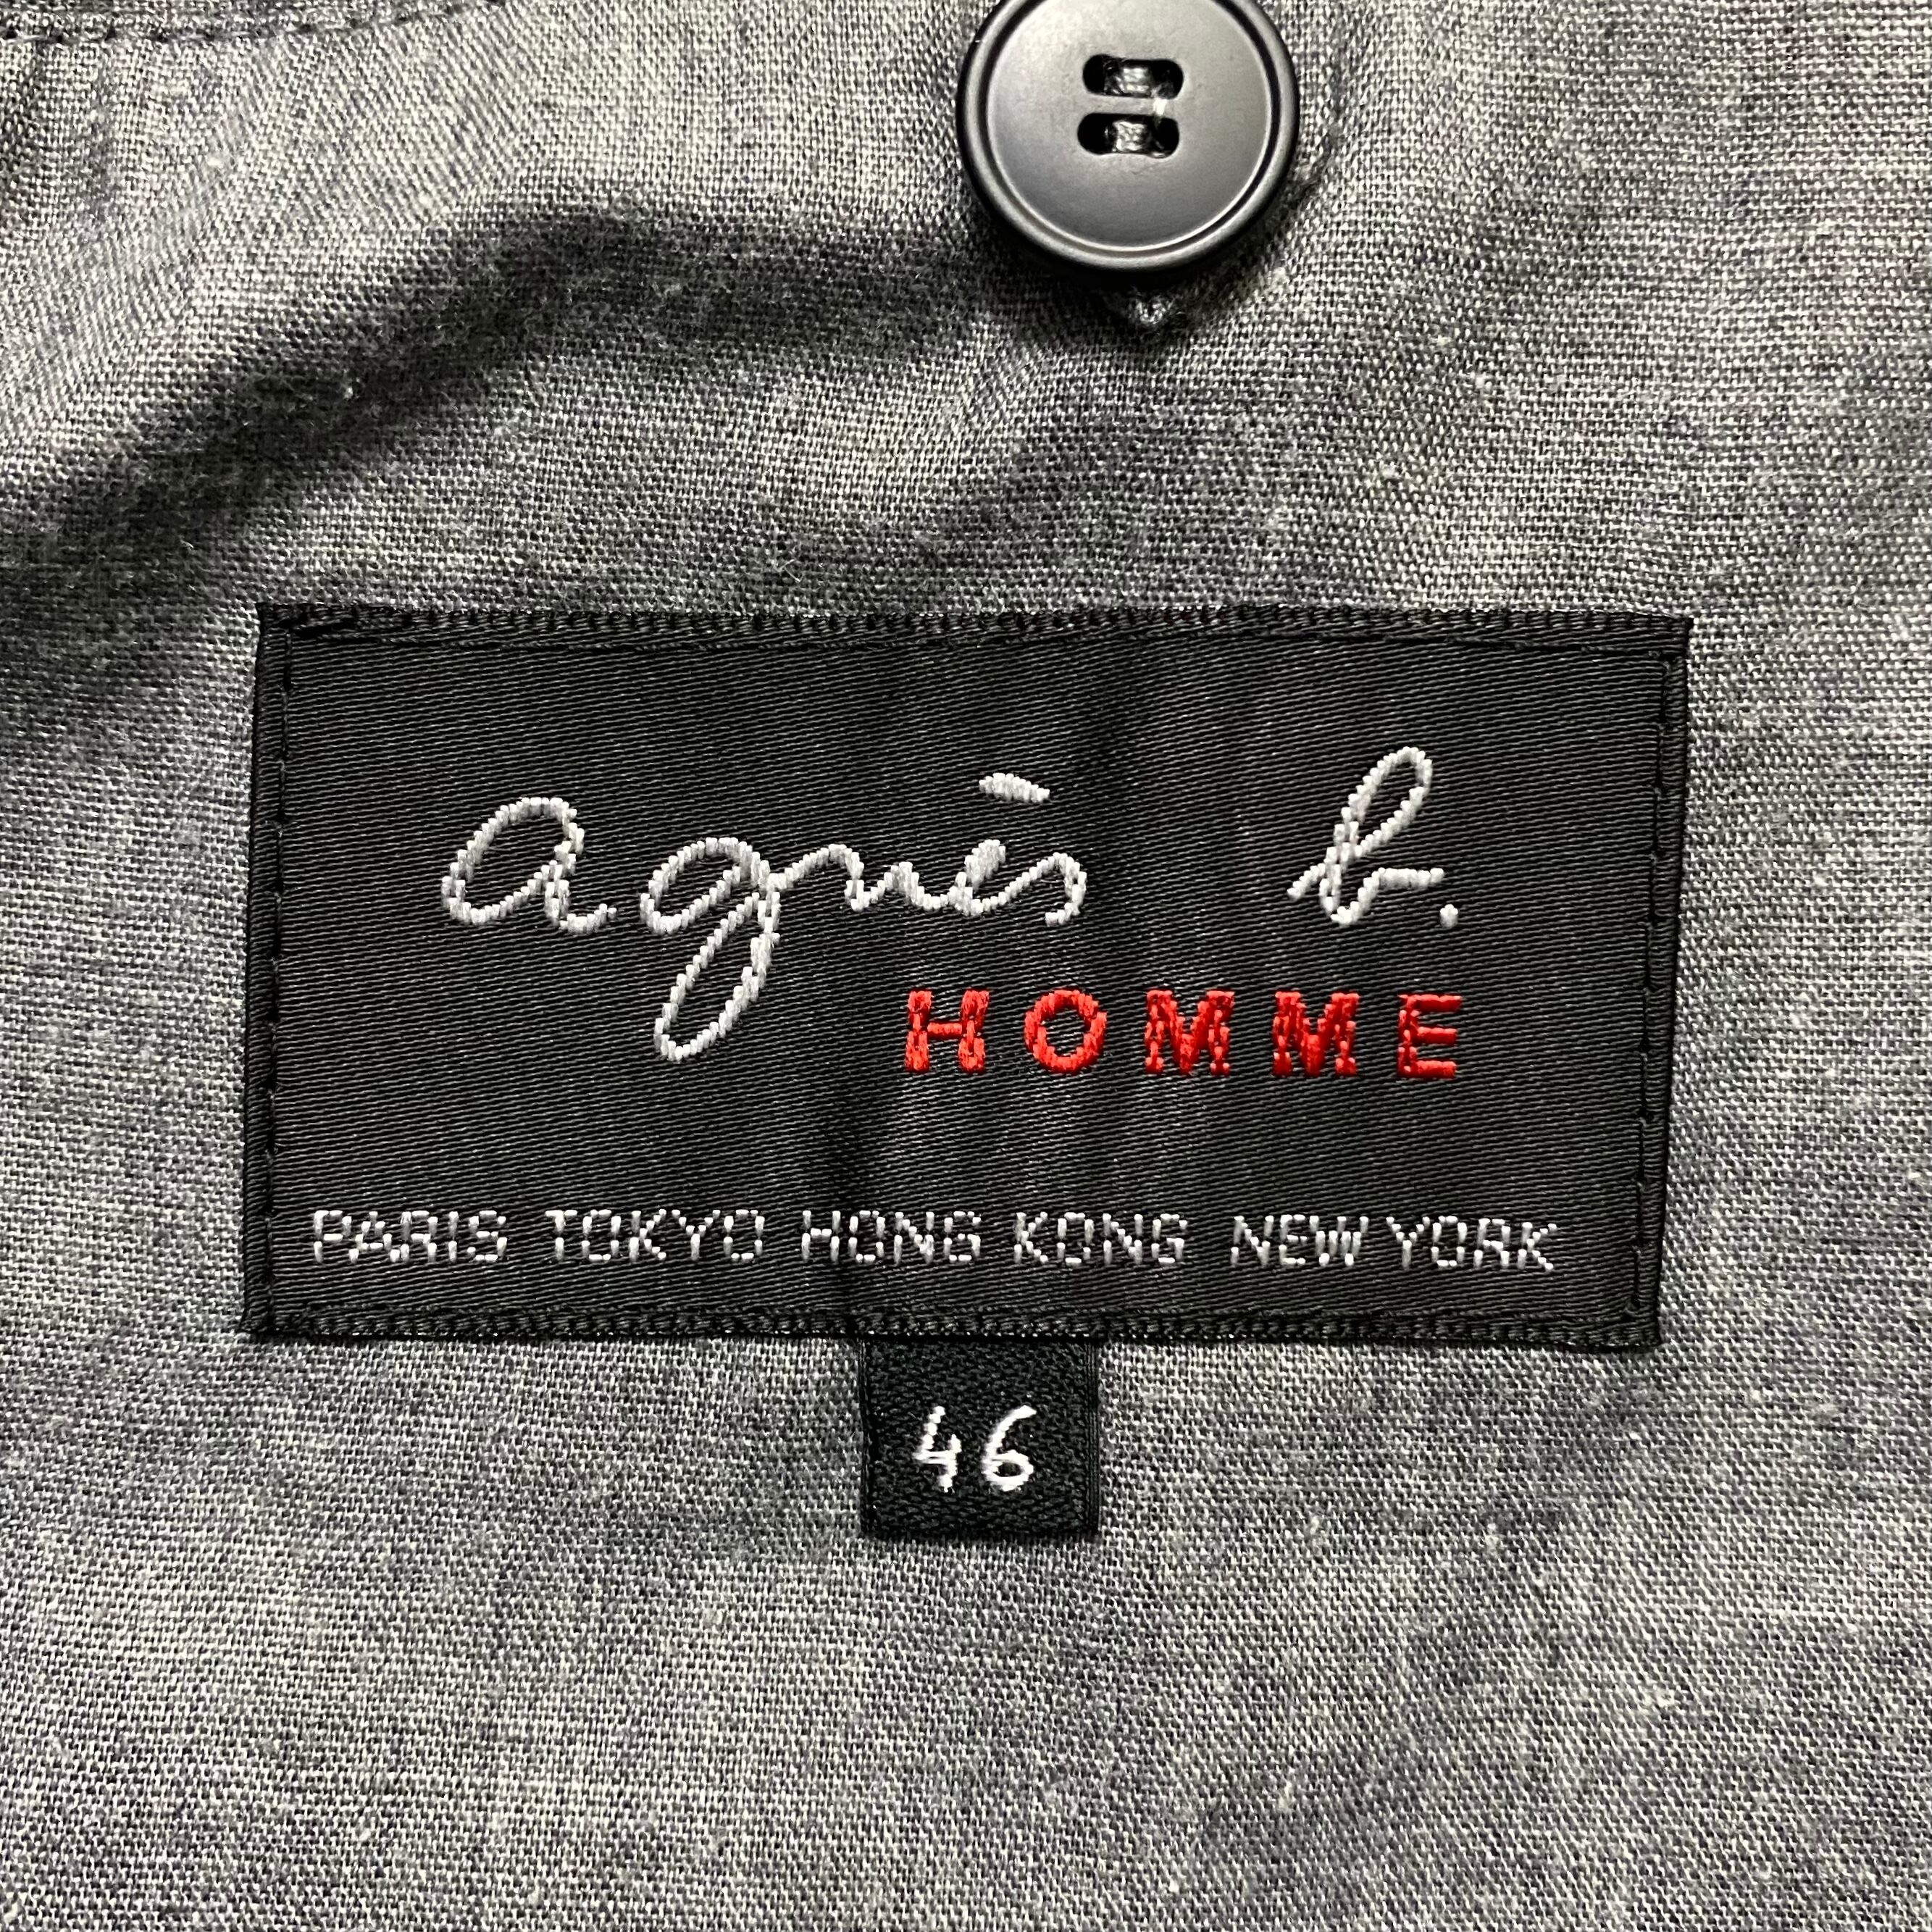 agnès b.
HOMME
PARIS TOKYO HONG KONG NEW YORK
46